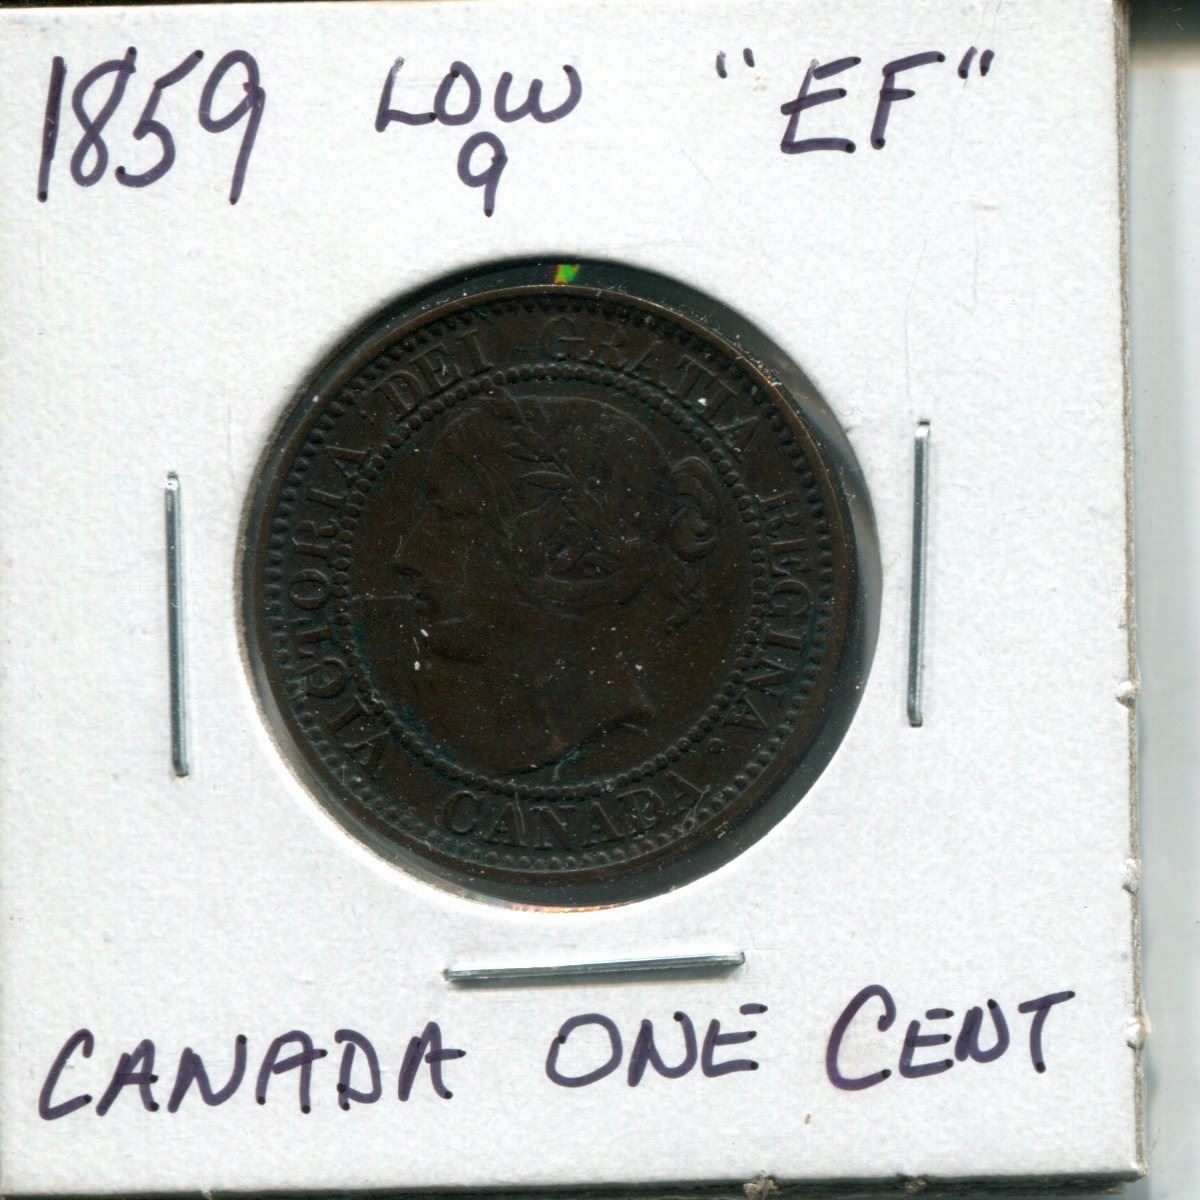 1859 LOW "EF"
9
VICTORIA DEI GRATIA REGINA.
CANADA
CANADA ONE CENT